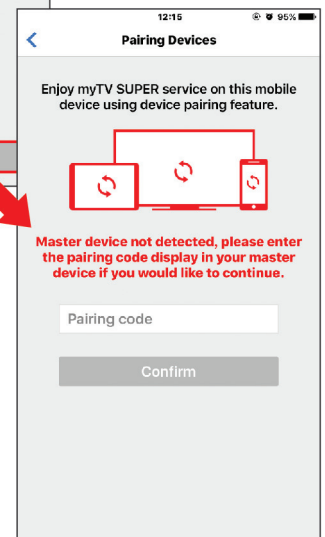 12:15
95%
Pairing Devices
Enjoy myTV SUPER service on this mobile
device using device pairing feature.
Master device not detected, please enter
the pairing code display in your master
device if you would like to continue.
Pairing code
Confirm